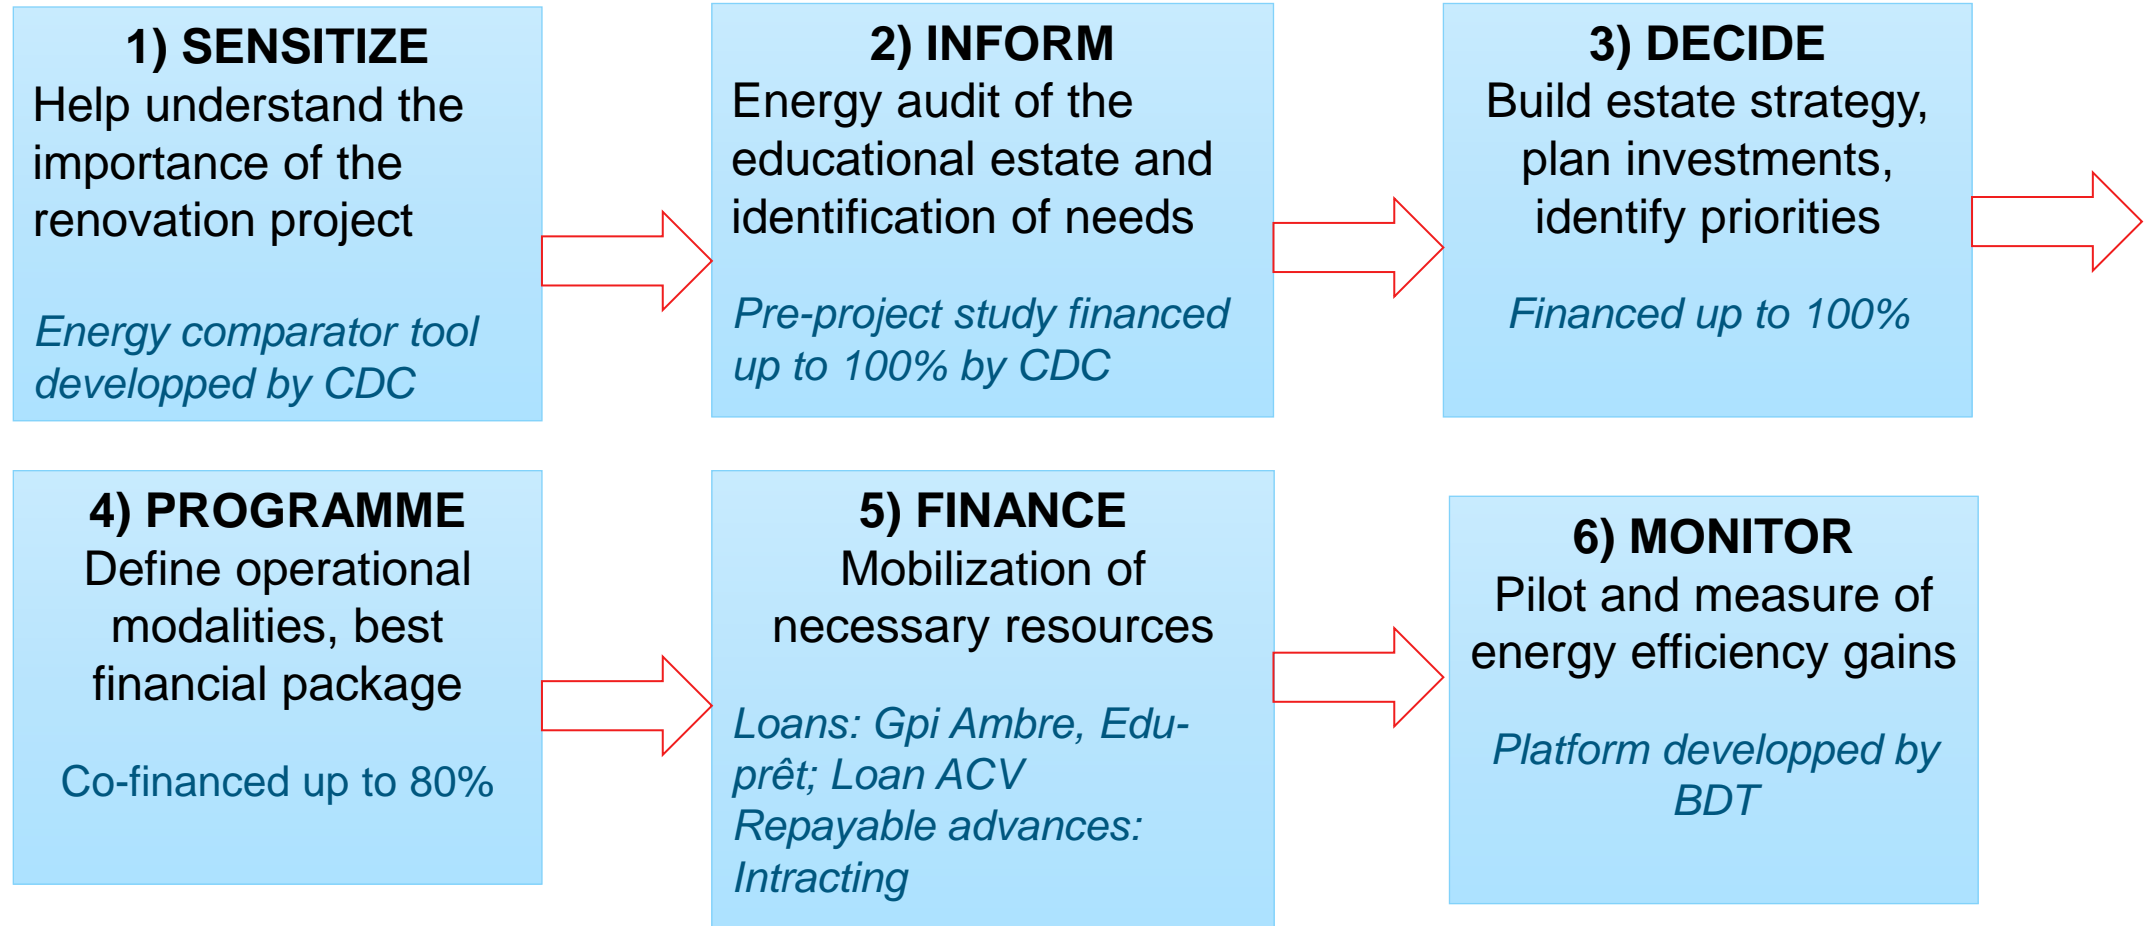 1) SENSITIZE
Help understand the
importance of the
renovation project
Energy comparator tool
developped by CDC
2) INFORM
Energy audit of the
educational estate and
identification of needs
Pre-project study financed
up to 100% by CDC
3) DECIDE
Build estate strategy,
plan investments,
identify priorities
Financed up to 100%
4) PROGRAMME
Define operational
modalities, best
financial package
Co-financed up to 80%
5) FINANCE
Mobilization of
necessary resources
Loans: Gpi Ambre, Edu-
prêt; Loan ACV
Repayable advances:
Intracting
6) MONITOR
Pilot and measure of
energy efficiency gains
Platform developped by
BDT